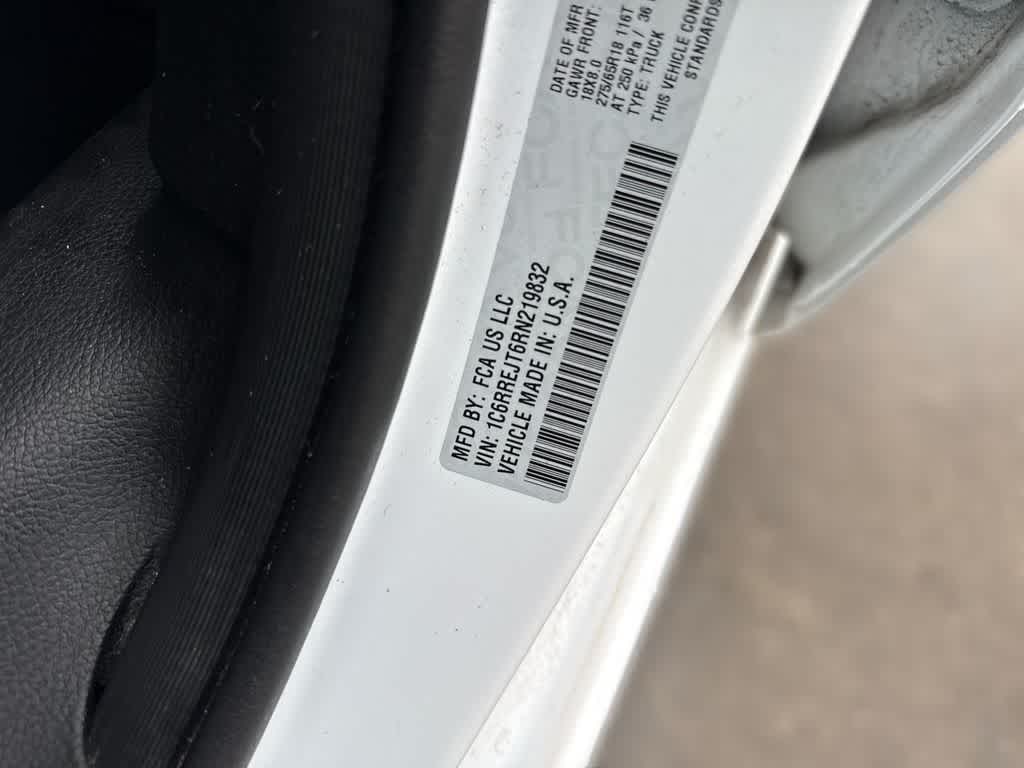 MFD BY: FCA US LLC
VIN: 1C6RREJT6RN219832
VEHICLE MADE IN: U.S.A.
DATE OF MFR
GAWR FRONT:
18X8.0
275/65R18 116T
AT 250 kPa / 36
TYPE: TRUCK
THIS VEHICLE CONF
STANDARDS